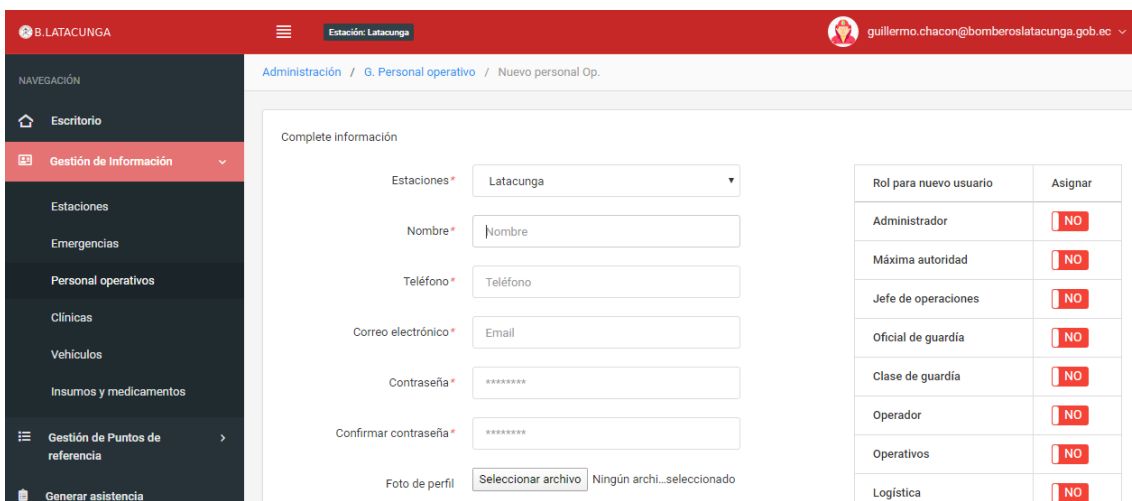 B.LATACUNGA
Estación: Latacunga
guillermo.chacon@bomberoslatacunga.gob.ec
NAVEGACIÓN
Escritorio
Gestión de Información
Estaciones
Emergencias
Personal operativos
Clínicas
Vehículos
Insumos y medicamentos
Gestión de Puntos de
referencia
Generar asistencia
Administración / G. Personal operativo / Nuevo personal Op.
Complete información
Estaciones* Latacunga
Nombre* Nombre
Teléfono* Teléfono
Correo electrónico* Email
Contraseña* ********
Confirmar contraseña* ********
Foto de perfil Seleccionar archivo Ningún archi...seleccionado
Rol para nuevo usuario Asignar
Administrador NO
Máxima autoridad NO
Jefe de operaciones NO
Oficial de guardía NO
Clase de guardía NO
Operador NO
Operativos NO
Logística NO